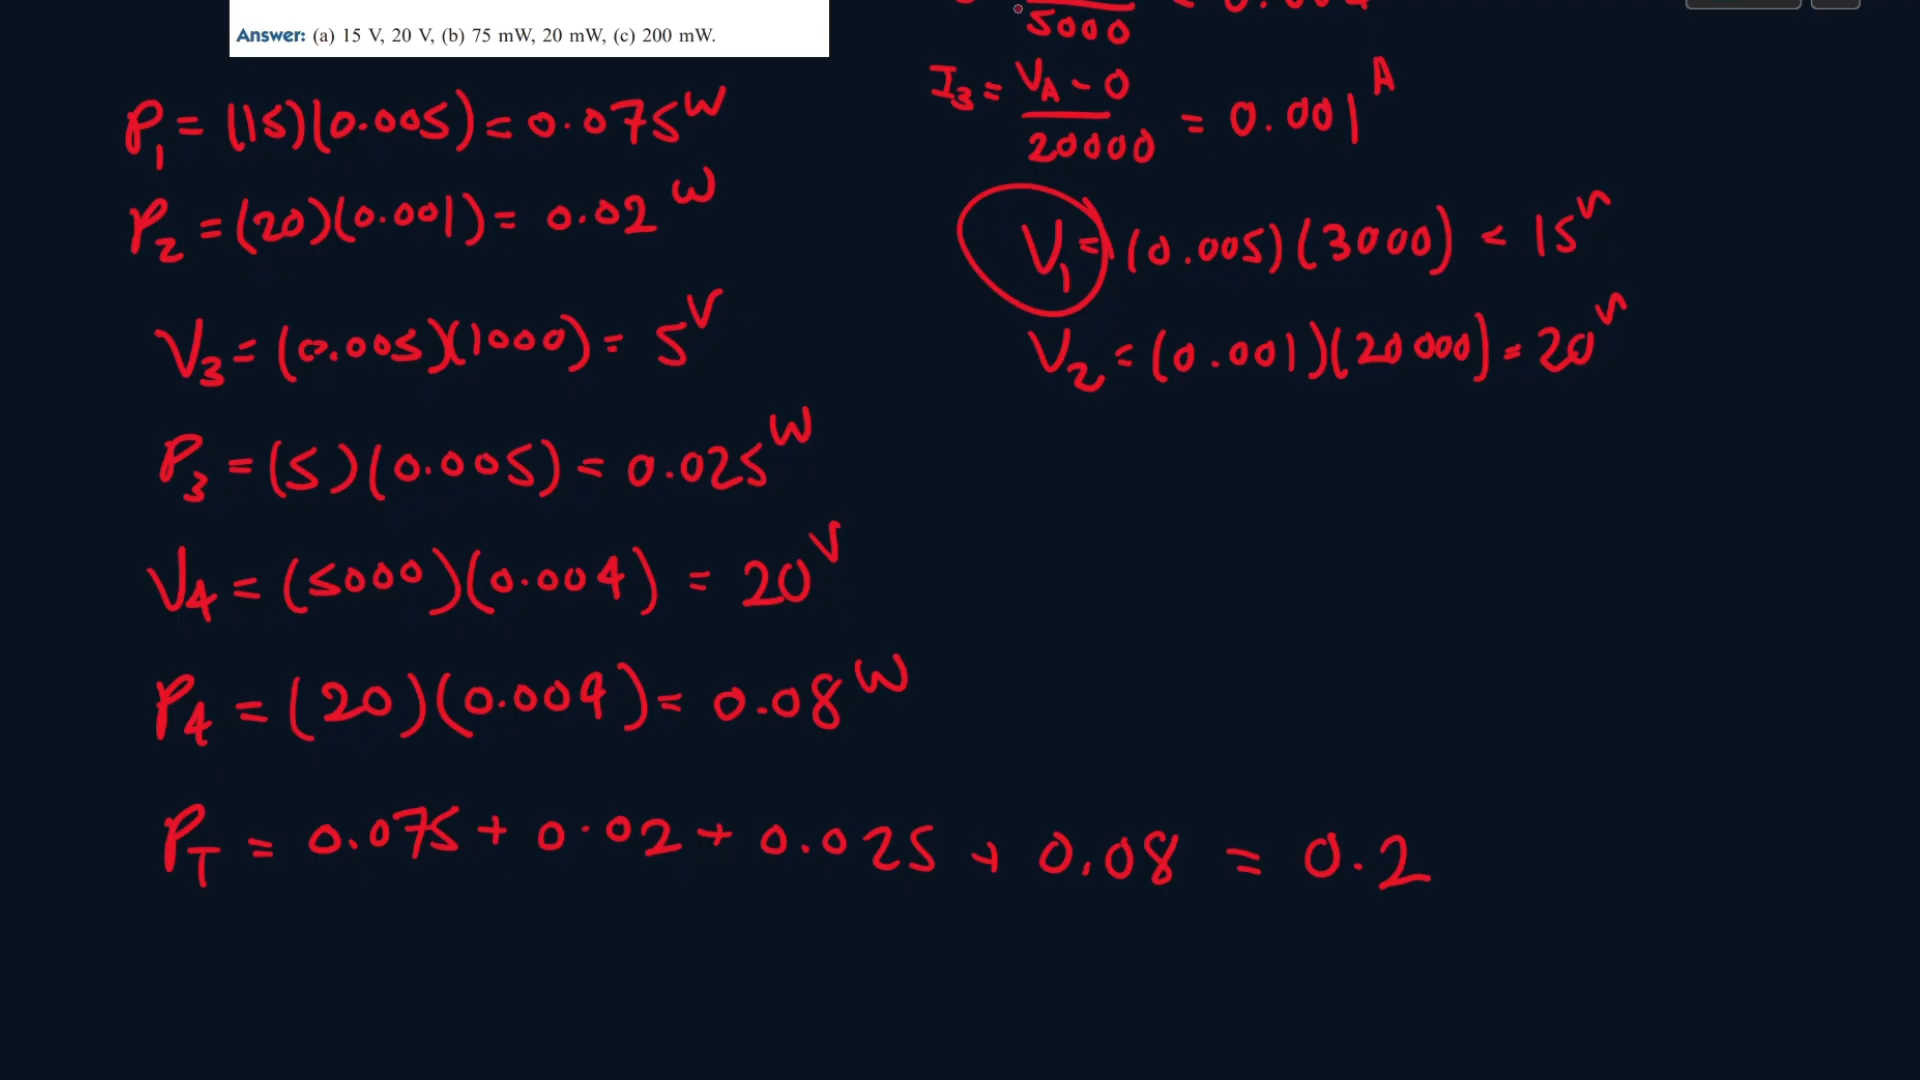 Answer: (a) 15 V, 20 V, (b) 75 mW, 20 mW, (c) 200 mW.
P1 = (15)(0.005) = 0.075 W
P2 = (20)(0.001) = 0.02 W
V3 = (0.005)(1000) = 5 V
P3 = (5)(0.005) = 0.025 W
V4 = (5000)(0.004) = 20 V
P4 = (20)(0.004) = 0.08 W
PT = 0.075 + 0.02 + 0.025 + 0.08 = 0.2
5000
I3 = VA - 0 / 20000 = 0.001 A
V1 = (0.005)(3000) = 15 V
V2 = (0.001)(20000) = 20 V